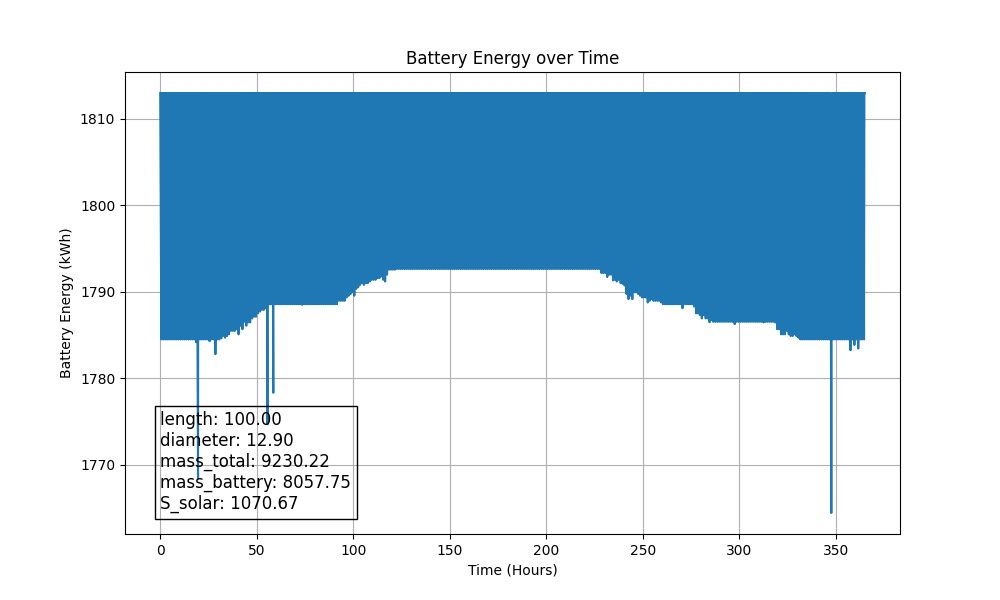 Battery Energy over Time
Battery Energy (kWh)
1810
1800
1790
1780
1770
length: 100.00
diameter: 12.90
mass_total: 9230.22
mass_battery: 8057.75
S_solar: 1070.67
0 50 100 150 200 250 300 350
Time (Hours)